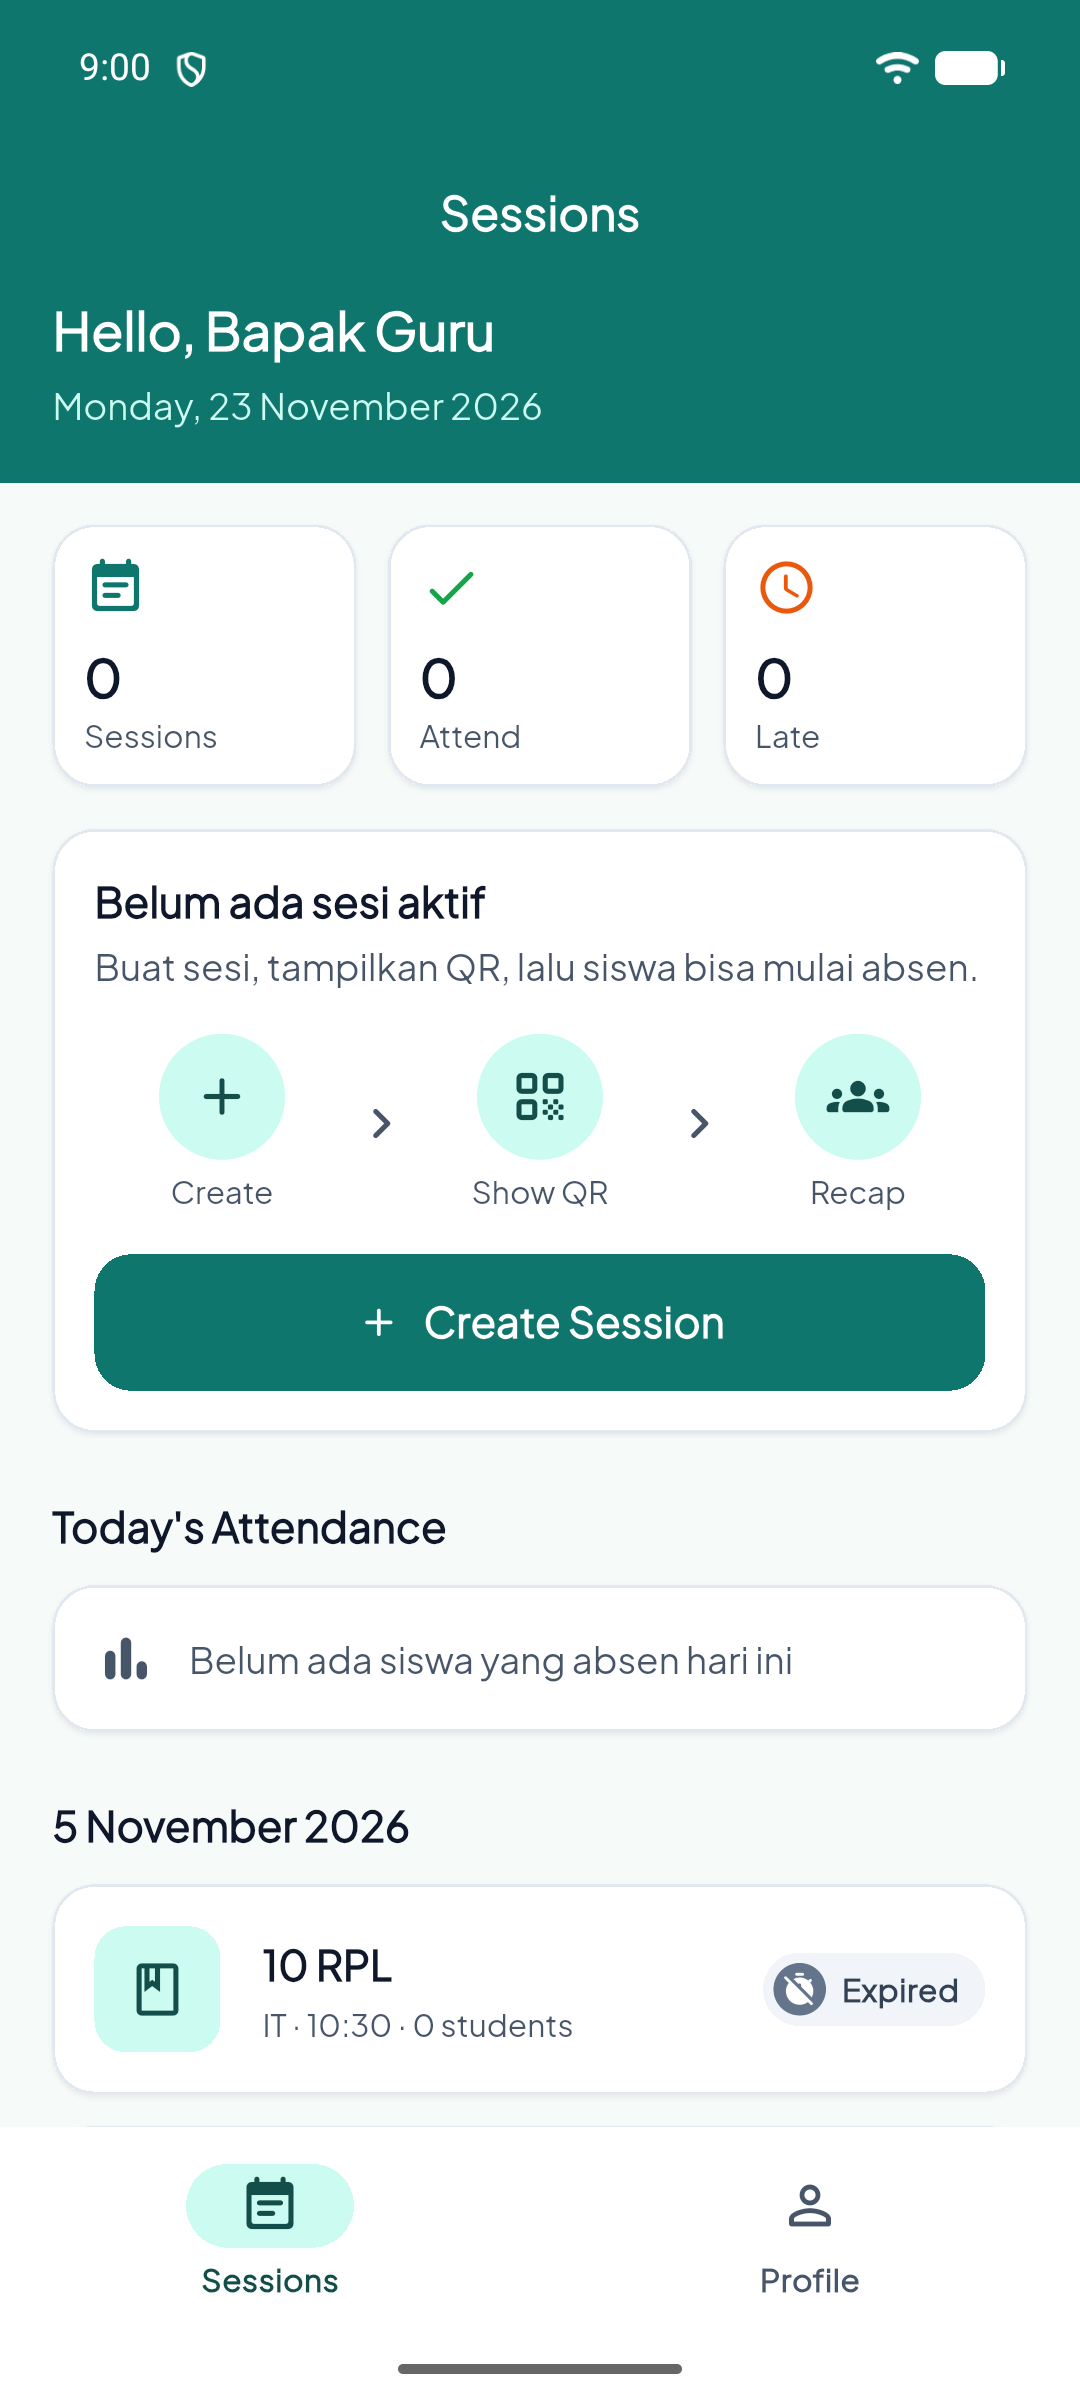 9:00
Sessions
Hello, Bapak Guru
Monday, 23 November 2026
0
Sessions
0
Attend
0
Late
Belum ada sesi aktif
Buat sesi, tampilkan QR, lalu siswa bisa mulai absen.
Create
Show QR
Recap
Create Session
Today's Attendance
Belum ada siswa yang absen hari ini
5 November 2026
10 RPL
IT · 10:30 · 0 students
Expired
Sessions
Profile